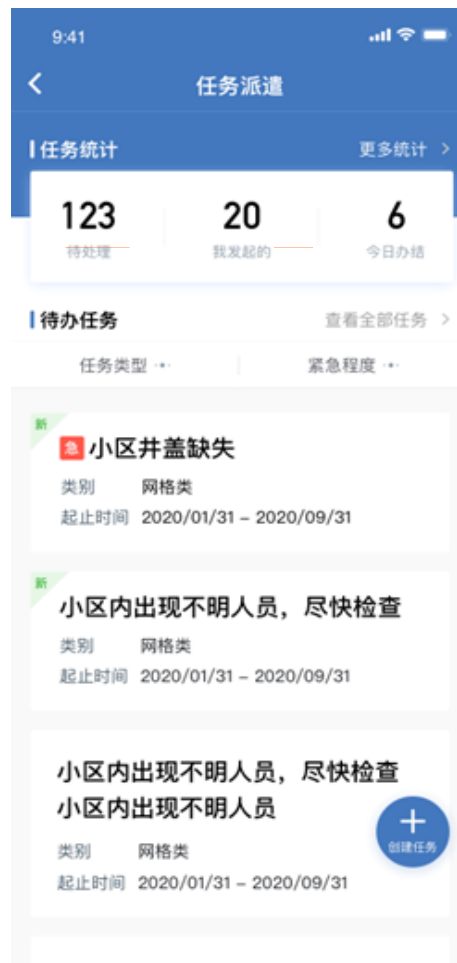 9:41
任务派遣
任务统计
更多统计
123
20
6
待处理
我发起的
今日办结
待办任务
查看全部任务
任务类型
紧急程度
新
急 小区井盖缺失
类别 网格类
起止时间 2020/01/31 – 2020/09/31
新
小区内出现不明人员，尽快检查
类别 网格类
起止时间 2020/01/31 – 2020/09/31
小区内出现不明人员，尽快检查
小区内出现不明人员
类别 网格类
起止时间 2020/01/31 – 2020/09/31
创建任务